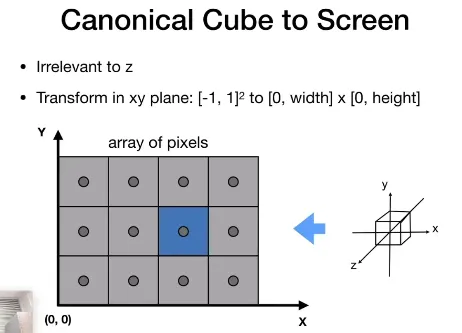 Canonical Cube to Screen
• Irrelevant to z
• Transform in xy plane: [-1, 1]² to [0, width] x [0, height]
Y
array of pixels
y
x
z
(0, 0)
X